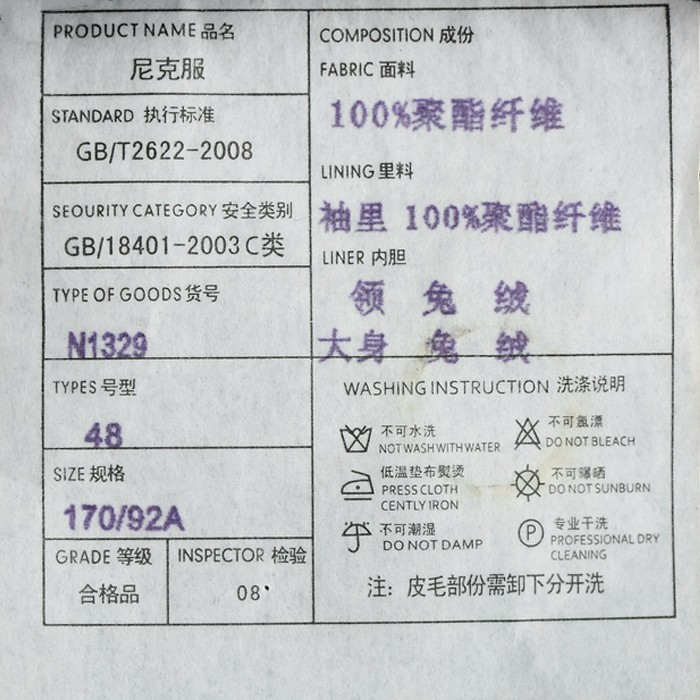 PRODUCT NAME 品名
尼克服
STANDARD 执行标准
GB/T2622-2008
SEOURITY CATEGORY 安全类别
GB/18401-2003 C类
TYPE OF GOODS 货号
N1329
TYPES 号型
48
SIZE 规格
170/92A
GRADE 等级
合格品
INSPECTOR 检验
08
COMPOSITION 成份
FABRIC 面料
100%聚酯纤维
LINING 里料
袖里 100%聚酯纤维
LINER 内胆
领 兔 绒
大身 兔 绒
WASHING INSTRUCTION 洗涤说明
不可水洗
NOT WASH WITH WATER
不可氯漂
DO NOT BLEACH
低温垫布熨烫
PRESS CLOTH
CENTLY IRON
不可曝晒
DO NOT SUNBURN
不可潮湿
DO NOT DAMP
P
专业干洗
PROFESSIONAL DRY
CLEANING
注：皮毛部份需卸下分开洗